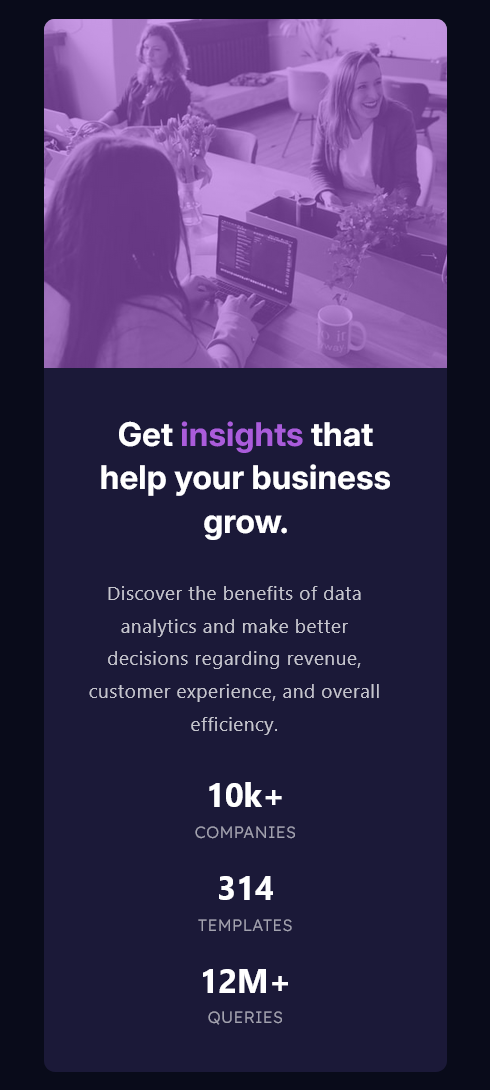 Get insights that
help your business
grow.
Discover the benefits of data
analytics and make better
decisions regarding revenue,
customer experience, and overall
efficiency.
10k+
COMPANIES
314
TEMPLATES
12M+
QUERIES